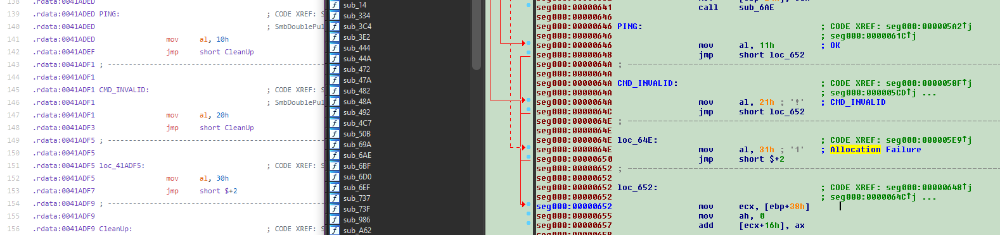 138 .rdata:0041ADED
139 .rdata:0041ADED PING: ; CODE XREF: S
140 .rdata:0041ADED ; SmbDoublePul
141 .rdata:0041ADED mov al, 10h
142 .rdata:0041ADEF jmp short CleanUp
143 .rdata:0041ADF1 ; ----------------------------------------------------
144 .rdata:0041ADF1
145 .rdata:0041ADF1 CMD_INVALID: ; CODE XREF: S
146 .rdata:0041ADF1 ; SmbDoublePul
147 .rdata:0041ADF1 mov al, 20h
148 .rdata:0041ADF3 jmp short CleanUp
149 .rdata:0041ADF5 ; ----------------------------------------------------
150 .rdata:0041ADF5
151 .rdata:0041ADF5 loc_41ADF5: ; CODE XREF: S
152 .rdata:0041ADF5 mov al, 30h
153 .rdata:0041ADF7 jmp short $+2
154 .rdata:0041ADF9 ; ----------------------------------------------------
155 .rdata:0041ADF9
156 .rdata:0041ADF9 CleanUp: ; CODE XREF: S
f sub_14
f sub_334
f sub_3C4
f sub_3E2
f sub_444
f sub_44A
f sub_472
f sub_47A
f sub_482
f sub_48A
f sub_492
f sub_4C7
f sub_50B
f sub_69A
f sub_6AE
f sub_6BF
f sub_6D0
f sub_6EF
f sub_737
f sub_73F
f sub_986
f sub_A62
seg000:00000641 call sub_6AE
seg000:00000646
seg000:00000646 PING: ; CODE XREF: seg000:000005A2↑j
seg000:00000646 ; seg000:0000061C↑j
seg000:00000646 mov al, 11h ; OK
seg000:00000648 jmp short loc_652
seg000:0000064A ; ----------------------------------------------------
seg000:0000064A
seg000:0000064A CMD_INVALID: ; CODE XREF: seg000:0000058F↑j
seg000:0000064A ; seg000:000005CD↑j ...
seg000:0000064A mov al, 21h ; '!' ; CMD_INVALID
seg000:0000064C jmp short loc_652
seg000:0000064E ; ----------------------------------------------------
seg000:0000064E
seg000:0000064E loc_64E: ; CODE XREF: seg000:000005E9↑j
seg000:0000064E mov al, 31h ; '1' ; Allocation Failure
seg000:00000650 jmp short $+2
seg000:00000652 ; ----------------------------------------------------
seg000:00000652
seg000:00000652 loc_652: ; CODE XREF: seg000:00000648↑j
seg000:00000652 ; seg000:0000064C↑j ...
seg000:00000652 mov ecx, [ebp+38h]
seg000:00000655 mov ah, 0
seg000:00000657 add [ecx+16h], ax